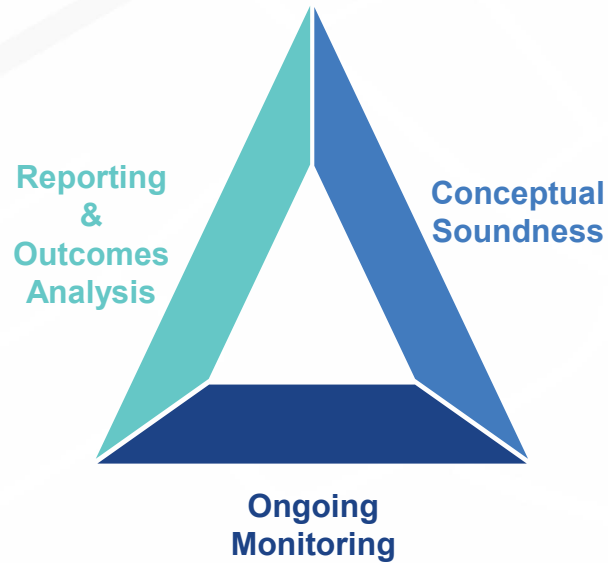 Reporting
&
Outcomes
Analysis
Conceptual
Soundness
Ongoing
Monitoring